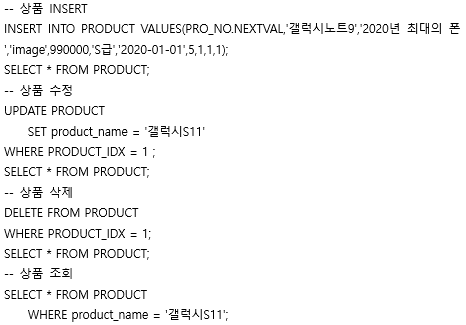 -- 상품 INSERT
INSERT INTO PRODUCT VALUES(PRO_NO.NEXTVAL,'갤럭시노트9','2020년 최대의 폰
','image',990000,'S급','2020-01-01',5,1,1,1);
SELECT * FROM PRODUCT;
-- 상품 수정
UPDATE PRODUCT
SET product_name = '갤럭시S11'
WHERE PRODUCT_IDX = 1 ;
SELECT * FROM PRODUCT;
-- 상품 삭제
DELETE FROM PRODUCT
WHERE PRODUCT_IDX = 1;
SELECT * FROM PRODUCT;
-- 상품 조회
SELECT * FROM PRODUCT
WHERE product_name = '갤럭시S11';